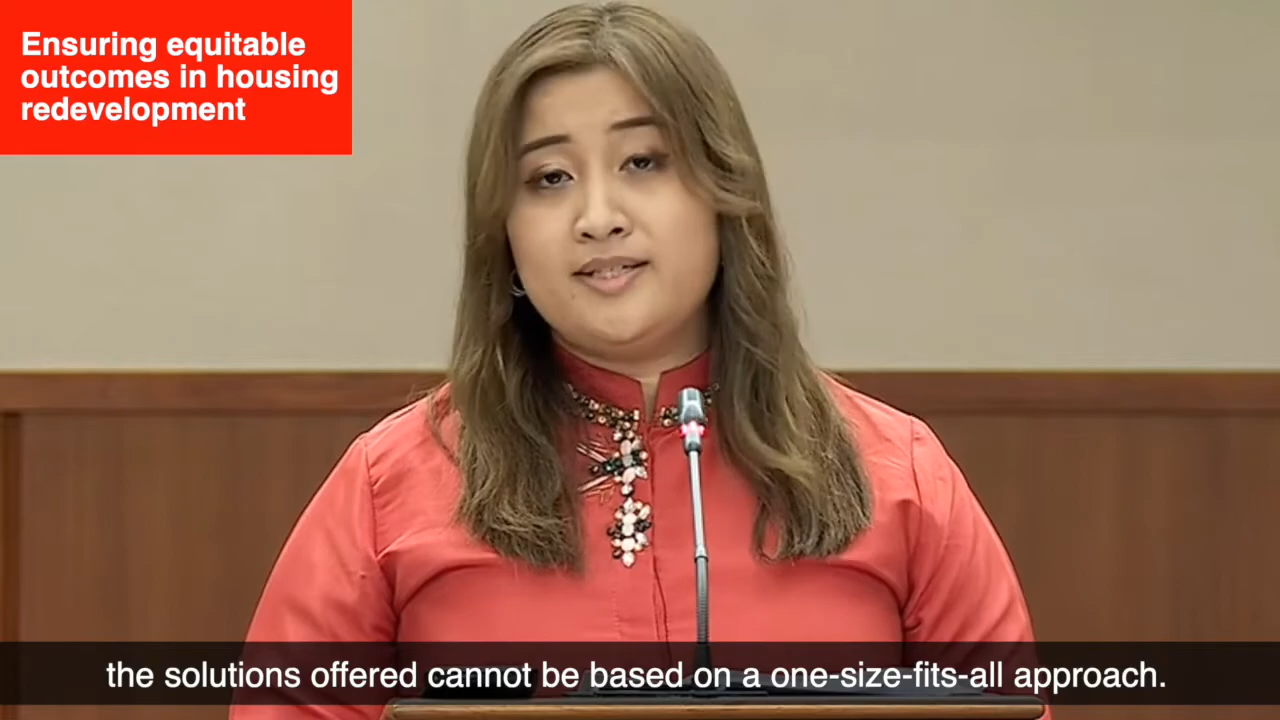 Ensuring equitable
outcomes in housing
redevelopment
the solutions offered cannot be based on a one-size-fits-all approach.